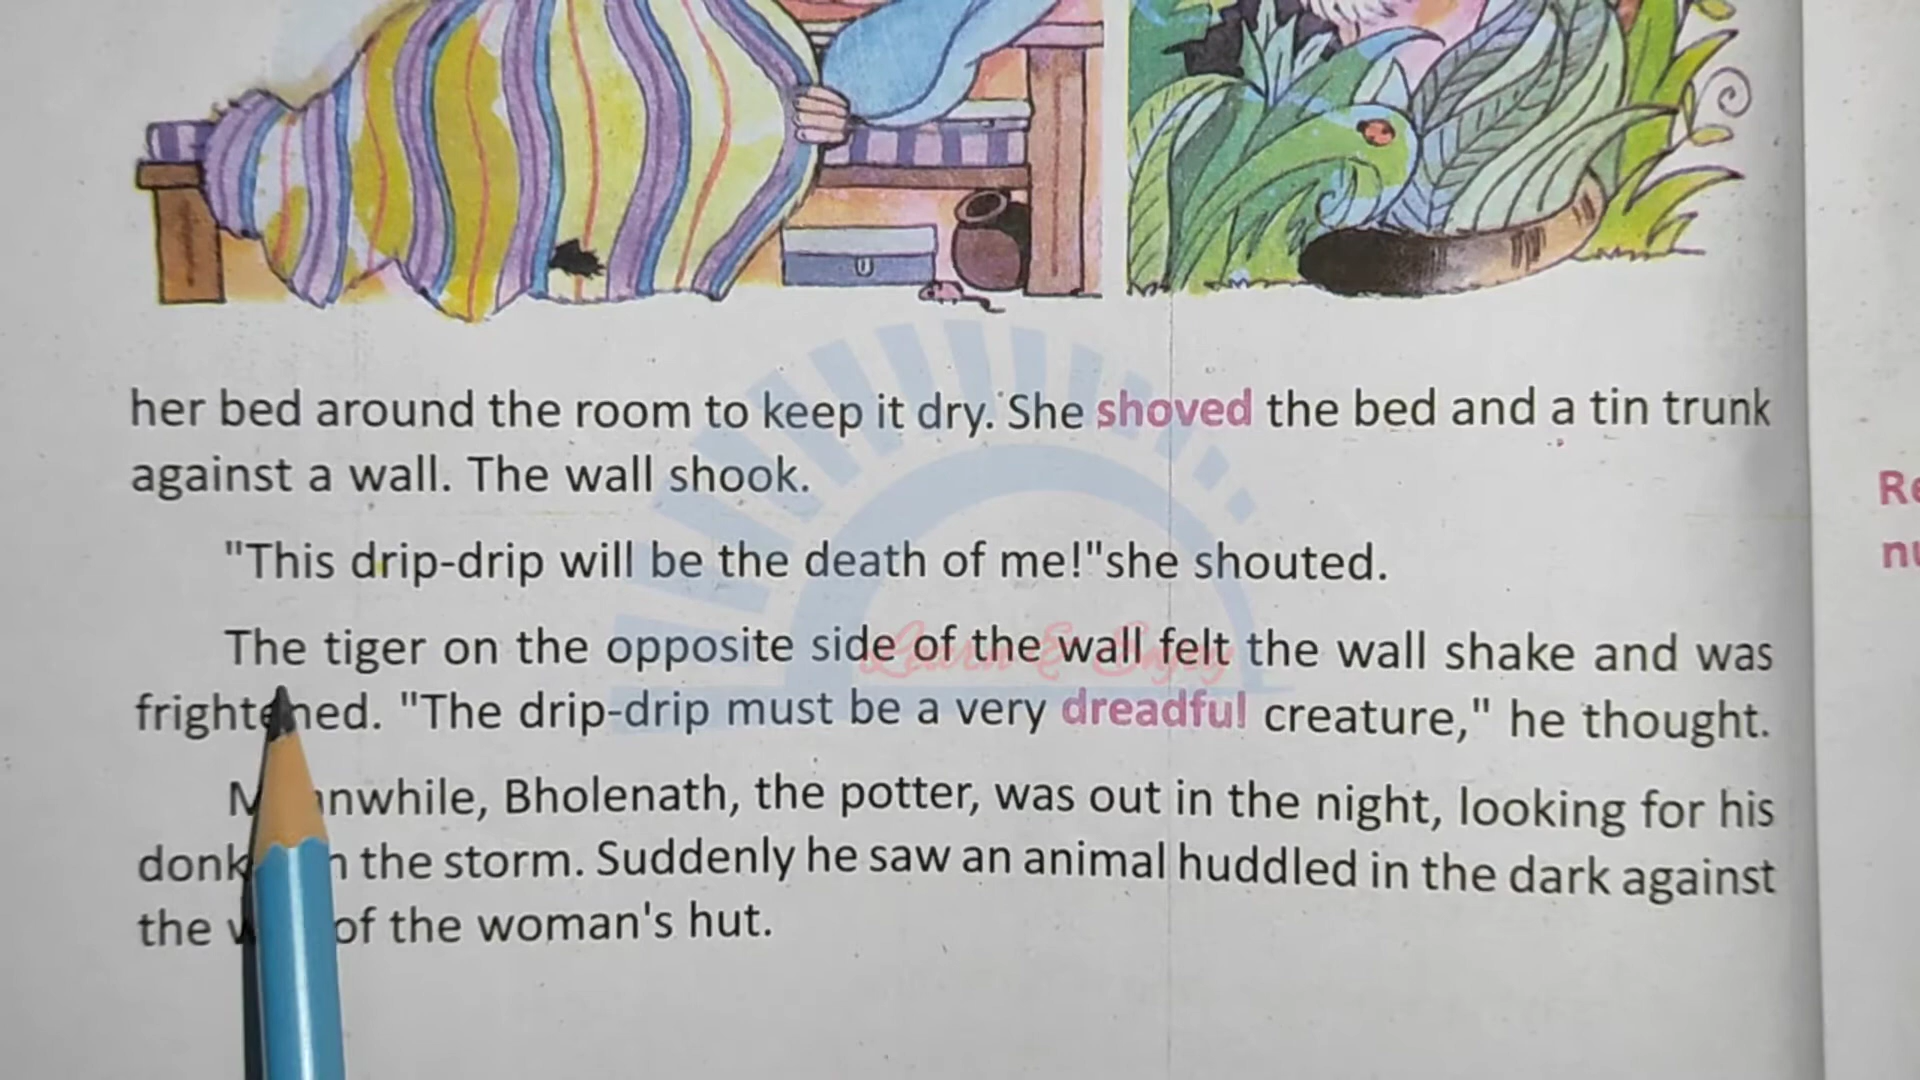 her bed around the room to keep it dry. She shoved the bed and a tin trunk
against a wall. The wall shook.
"This drip-drip will be the death of me!"she shouted.
The tiger on the opposite side of the wall felt the wall shake and was
frightened. "The drip-drip must be a very dreadful creature," he thought.
Meanwhile, Bholenath, the potter, was out in the night, looking for his
the storm. Suddenly he saw an animal huddled in the dark against
the of the woman's hut.
Learn & Enjoy